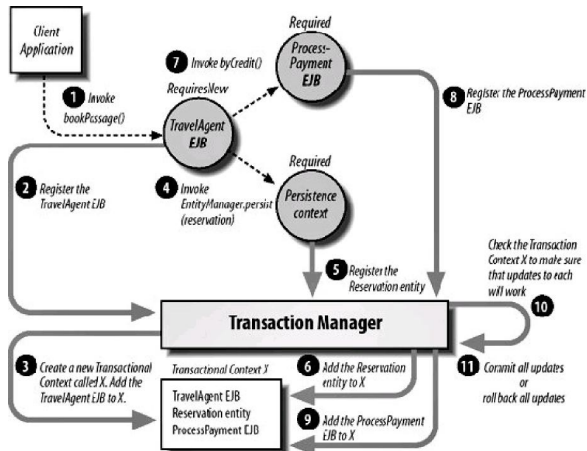 Client
Application
1 Invoke
bookPassage()
7 Invoke byCredit()
Required
Process-
Payment
EJB
RequiresNew
TravelAgent
EJB
8 Register the ProcessPayment
EJB
2 Register the
TravelAgent EJB
4 Invoke
EntityManager.persist
(reservation)
Required
Persistence
context
5 Register the
Reservation entity
Check the Transaction
Context X to make sure
that updates to each
will work
10
Transaction Manager
3 Create a new Transactional
Context called X. Add the
TravelAgent EJB to X.
Transactional Context X
TravelAgent EJB
Reservation entity
ProcessPayment EJB
6 Add the Reservation
entity to X
9 Add the ProcessPayment
EJB to X
11 Commit all updates
or
roll back all updates